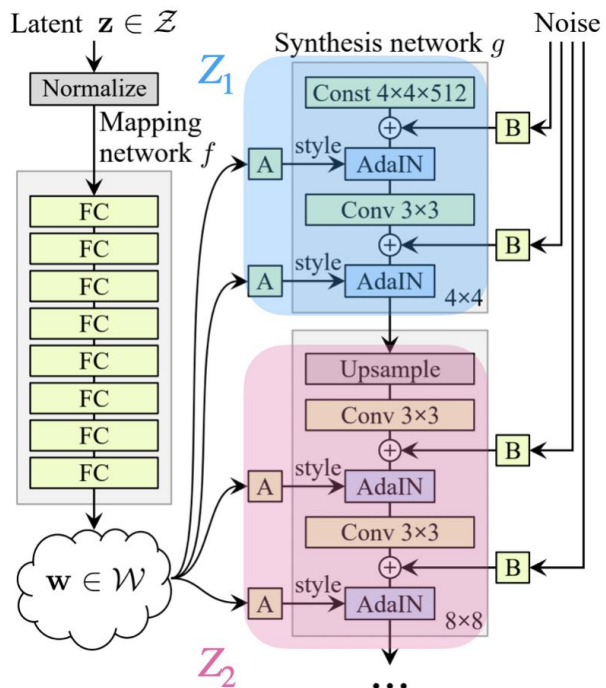 Latent z ∈ Z
Normalize
Mapping
network f
FC
FC
FC
FC
FC
FC
FC
FC
w ∈ W
Synthesis network g
Noise
Z₁
Const 4×4×512
+
B
A
style
AdaIN
Conv 3×3
+
B
A
style
AdaIN
4×4
Upsample
Conv 3×3
+
B
A
style
AdaIN
Conv 3×3
+
B
A
style
AdaIN
8×8
Z₂
...